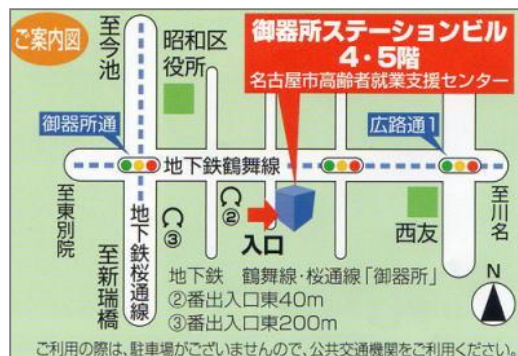 ご案内図
至今池
昭和区
役所
御器所ステーションビル
4・5階
名古屋市高齢者就業支援センター
御器所通
広路通1
地下鉄鶴舞線
至東別院
地下鉄桜通線
至新瑞橋
③
②
入口
西友
至川名
N
地下鉄 鶴舞線・桜通線「御器所」
②番出入口東40m
③番出入口東200m
ご利用の際は、駐車場がございませんので、公共交通機関をご利用ください。